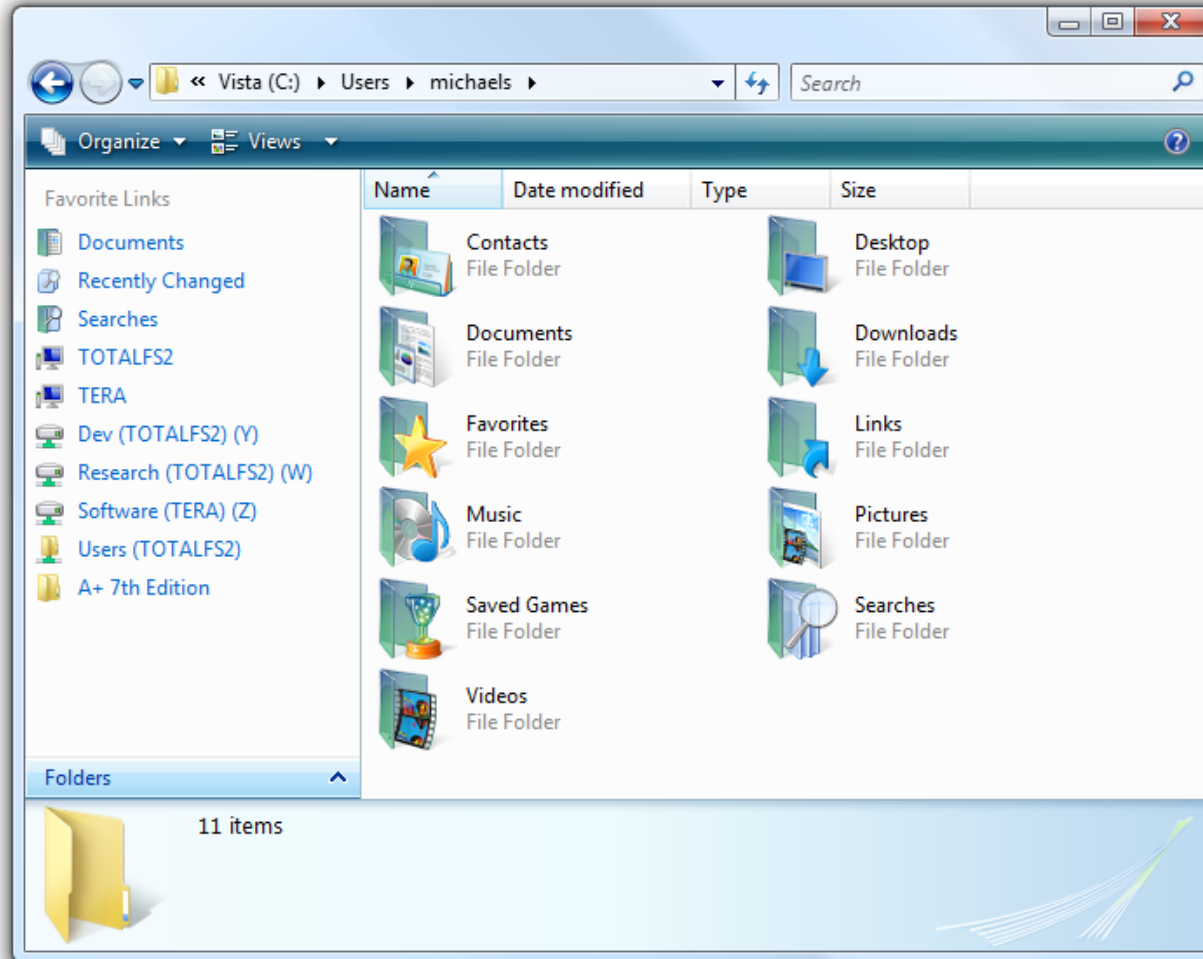 « Vista (C:) Users michaels
Search
Organize Views
Favorite Links
Documents
Recently Changed
Searches
TOTALFS2
TERA
Dev (TOTALFS2) (Y)
Research (TOTALFS2) (W)
Software (TERA) (Z)
Users (TOTALFS2)
A+ 7th Edition
Folders
Name Date modified Type Size
Contacts
File Folder
Desktop
File Folder
Documents
File Folder
Downloads
File Folder
Favorites
File Folder
Links
File Folder
Music
File Folder
Pictures
File Folder
Saved Games
File Folder
Searches
File Folder
Videos
File Folder
11 items